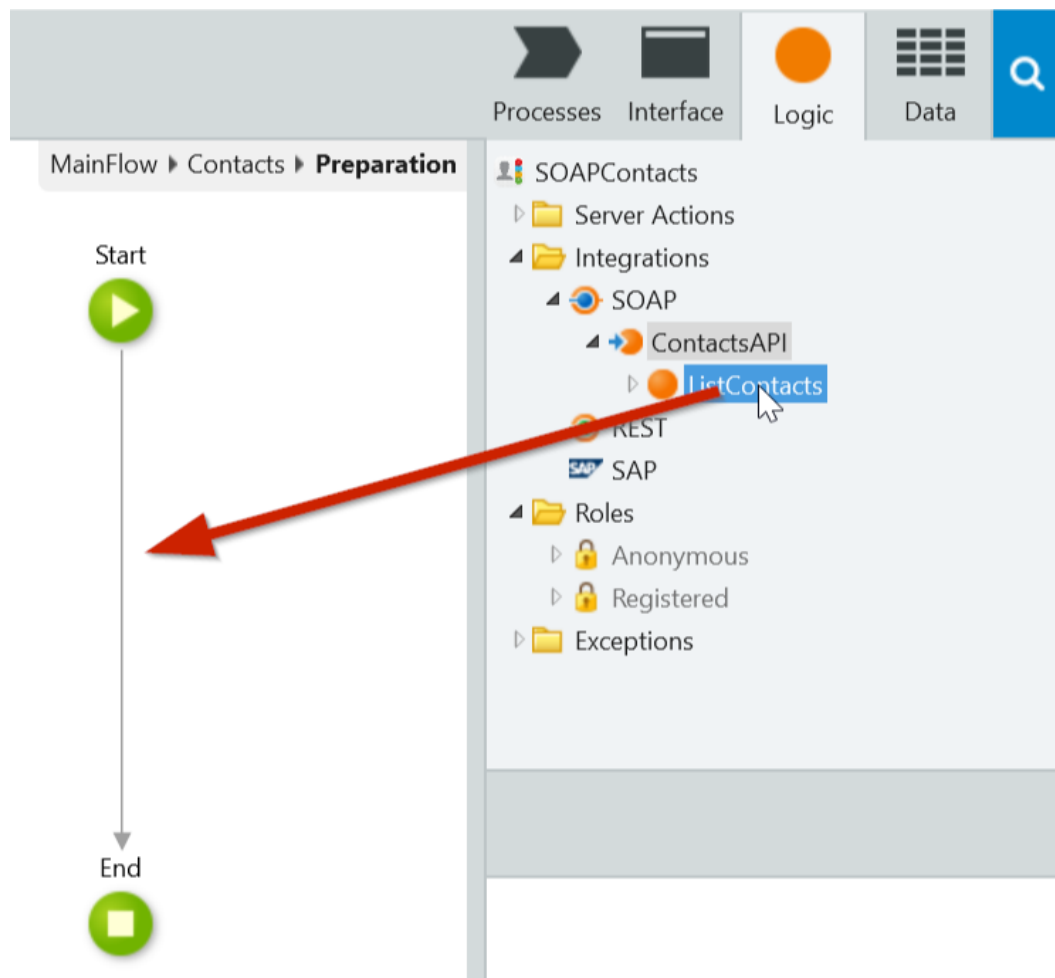 Processes Interface Logic Data
MainFlow Contacts Preparation
Start
End
SOAPContacts
Server Actions
Integrations
SOAP
ContactsAPI
ListContacts
REST
SAP SAP
Roles
Anonymous
Registered
Exceptions